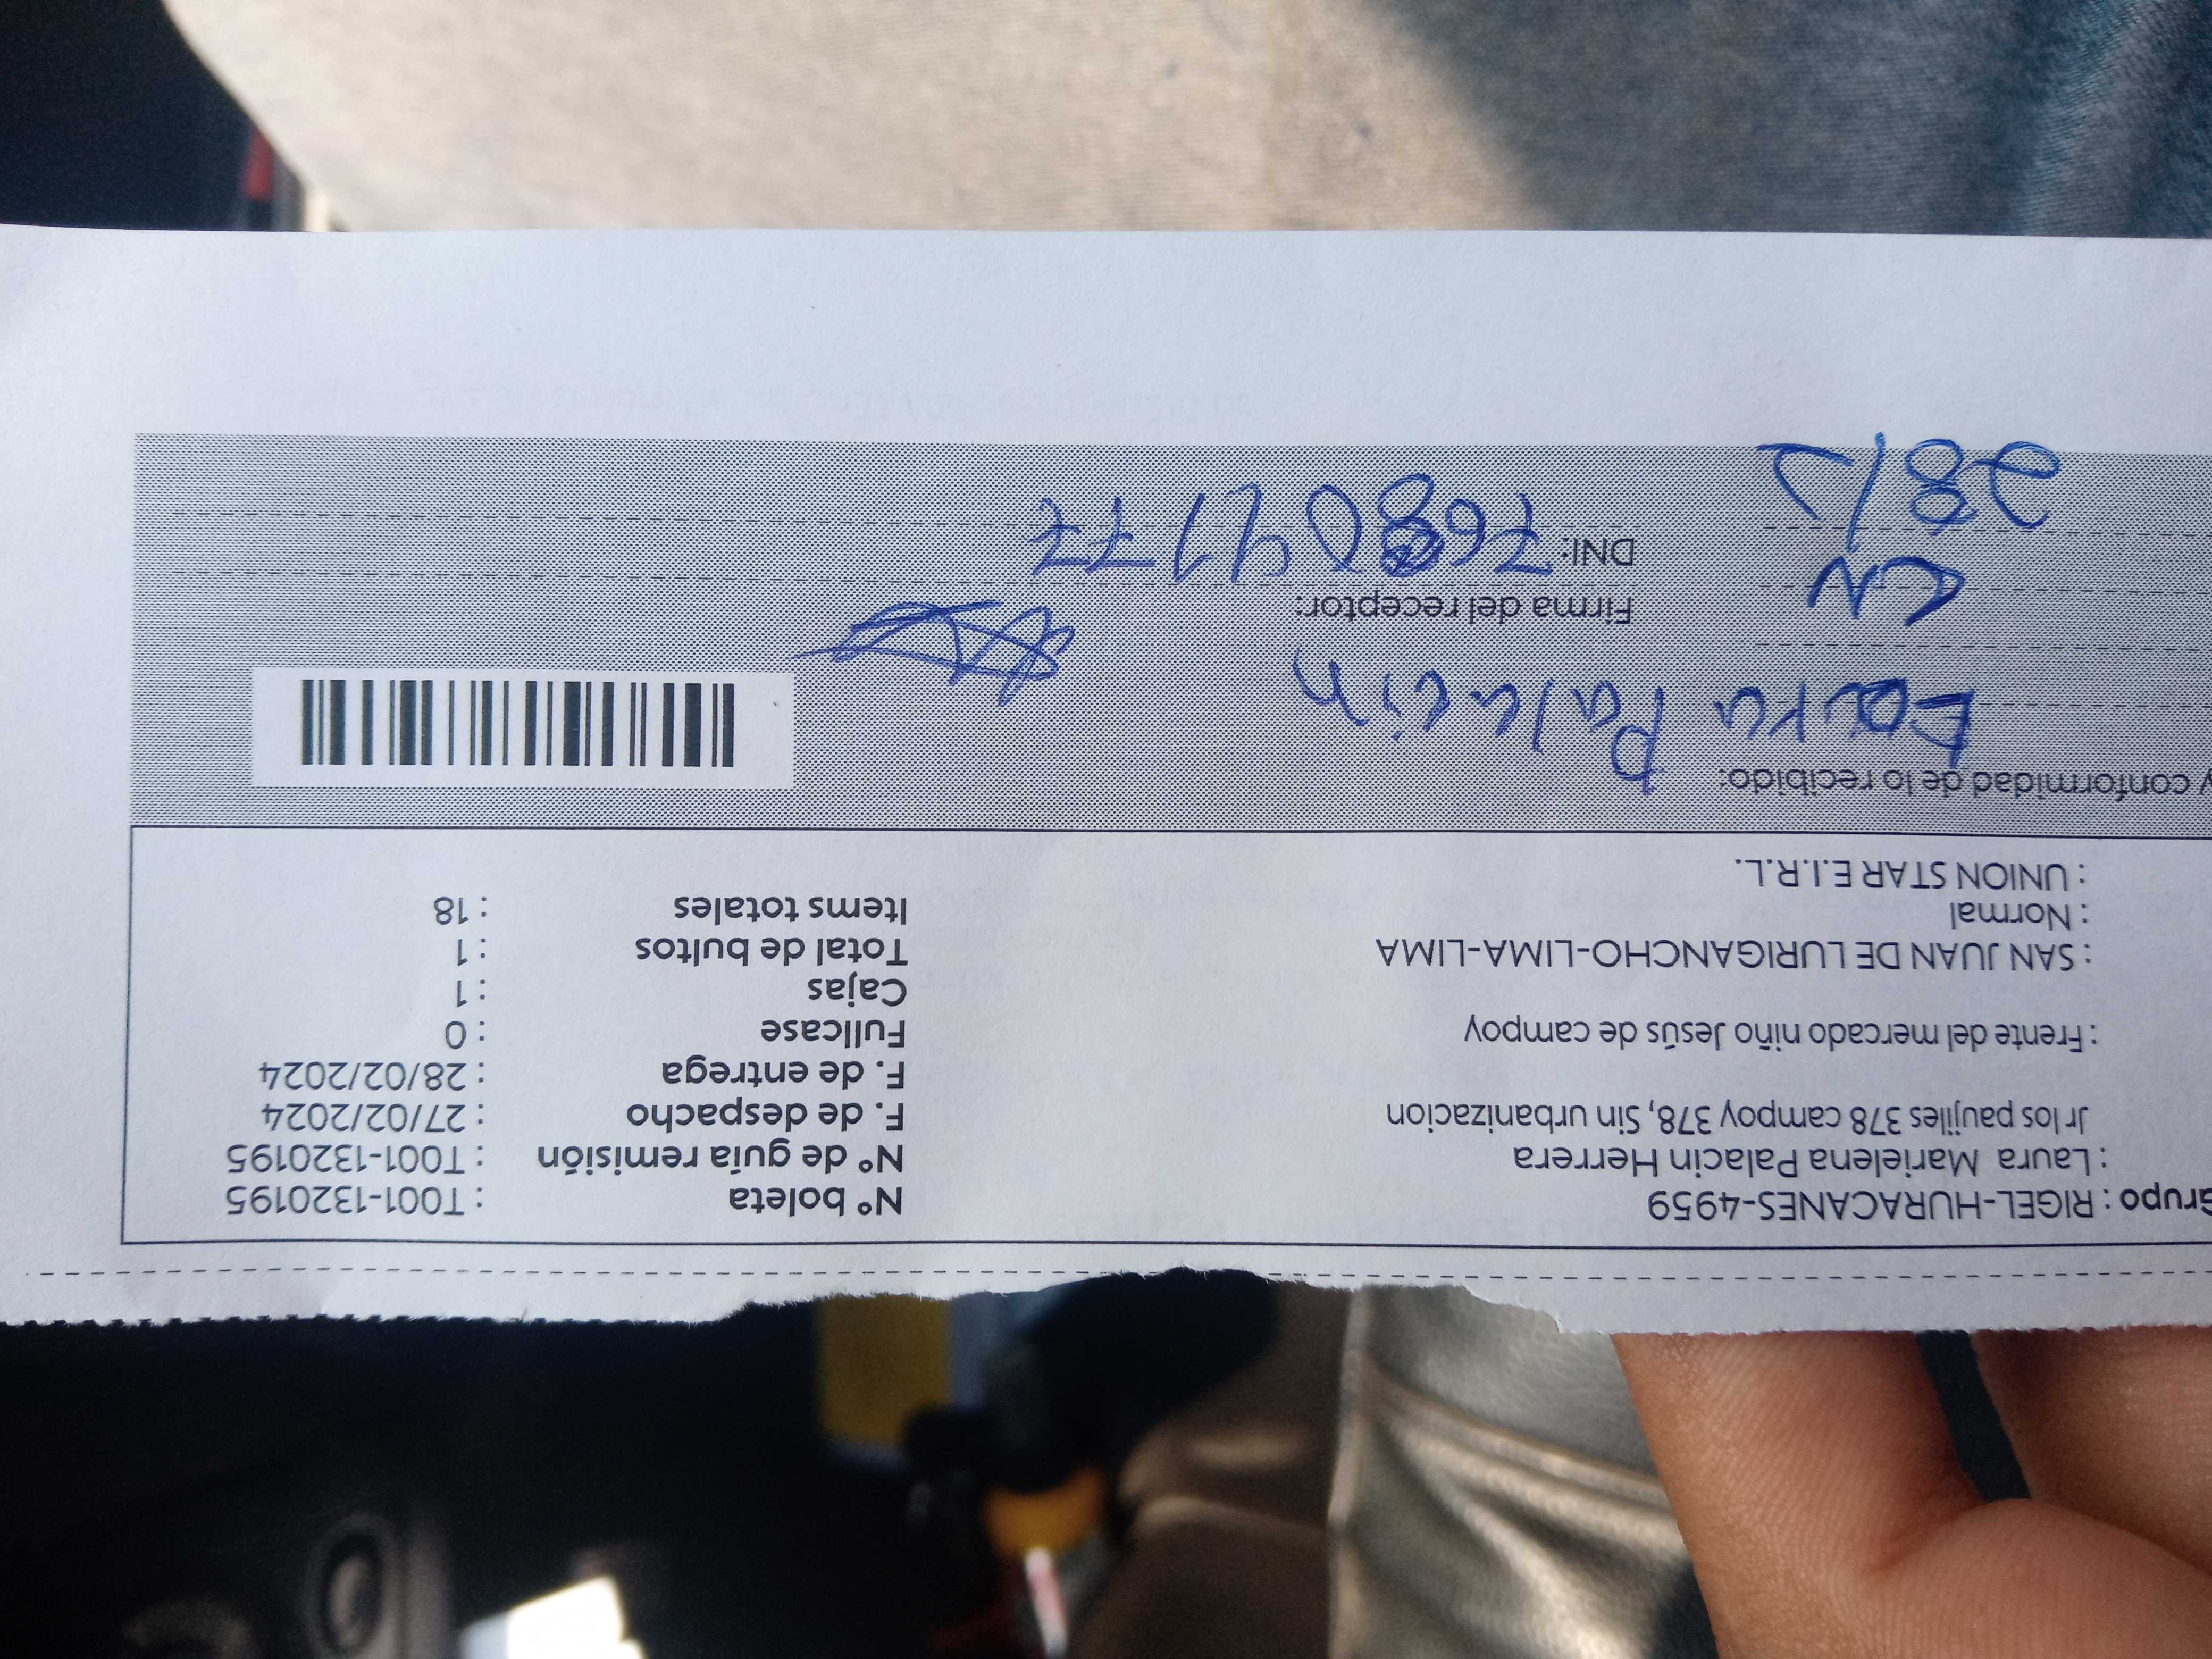 Grupo : RIGEL-HURACANES-4959
: Laura Marielena Palacin Herrera
Jr los paujiles 378 campoy 378, Sin urbanizacion
: Frente del mercado niño Jesús de campoy
: SAN JUAN DE LURIGANCHO-LIMA-LIMA
: Normal
: UNION STAR E.I.R.L.
N° boleta : T001-1320195
N° de guía remisión : T001-1320195
F. de despacho : 27/02/2024
F. de entrega : 28/02/2024
Fullcase : 0
Cajas : 1
Total de bultos : 1
Items totales : 18
y conformidad de lo recibido:
Laura Palacin
Firma del receptor:
DNI:
28/2